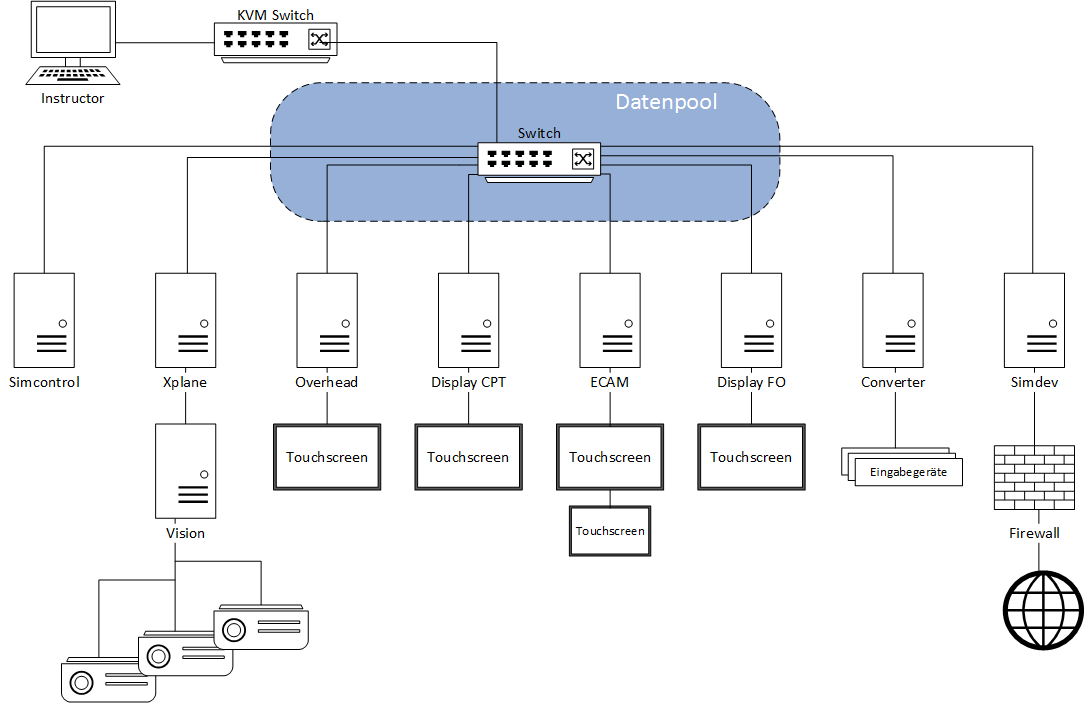 KVM Switch
Instructor
Datenpool
Switch
Simcontrol
Xplane
Overhead
Display CPT
ECAM
Display FO
Converter
Simdev
Touchscreen
Touchscreen
Touchscreen
Touchscreen
Eingabegeräte
Touchscreen
Vision
Firewall